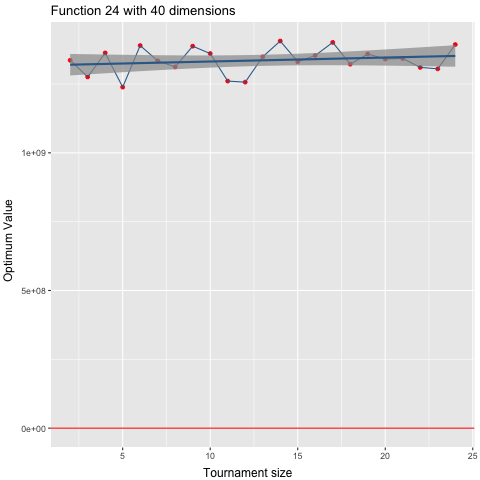 Function 24 with 40 dimensions
Optimum Value
1e+09
5e+08
0e+00
5 10 15 20 25
Tournament size